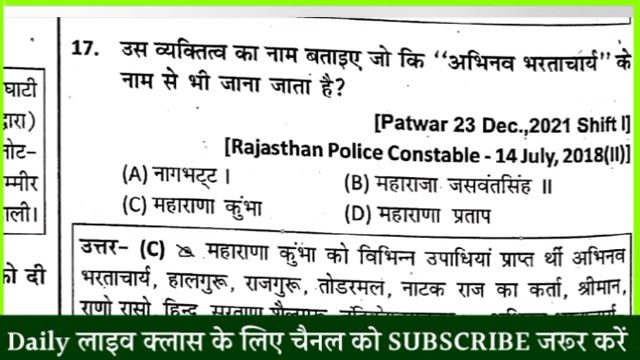 17. उस व्यक्तित्व का नाम बताइए जो कि “अभिनव भरताचार्य” के
नाम से भी जाना जाता है?
[Patwar 23 Dec.,2021 Shift I]
[Rajasthan Police Constable - 14 July, 2018(II)]
(A) नागभट्ट I
(B) महाराजा जसवंतसिंह II
(C) महाराणा कुंभा
(D) महाराणा प्रताप
उत्तर– (C) महाराणा कुंभा को विभिन्न उपाधियां प्राप्त थीं अभिनव
भरताचार्य, हालगुरू, राजगुरू, तोडरमल, नाटक राज का कर्ता, श्रीमान,
राणो रासो, हिन्दू सुरताण
घाटी
द्वारा)
नोट–
म्मीर
ाली।
को दी
Daily लाइव क्लास के लिए चैनल को SUBSCRIBE जरूर करें